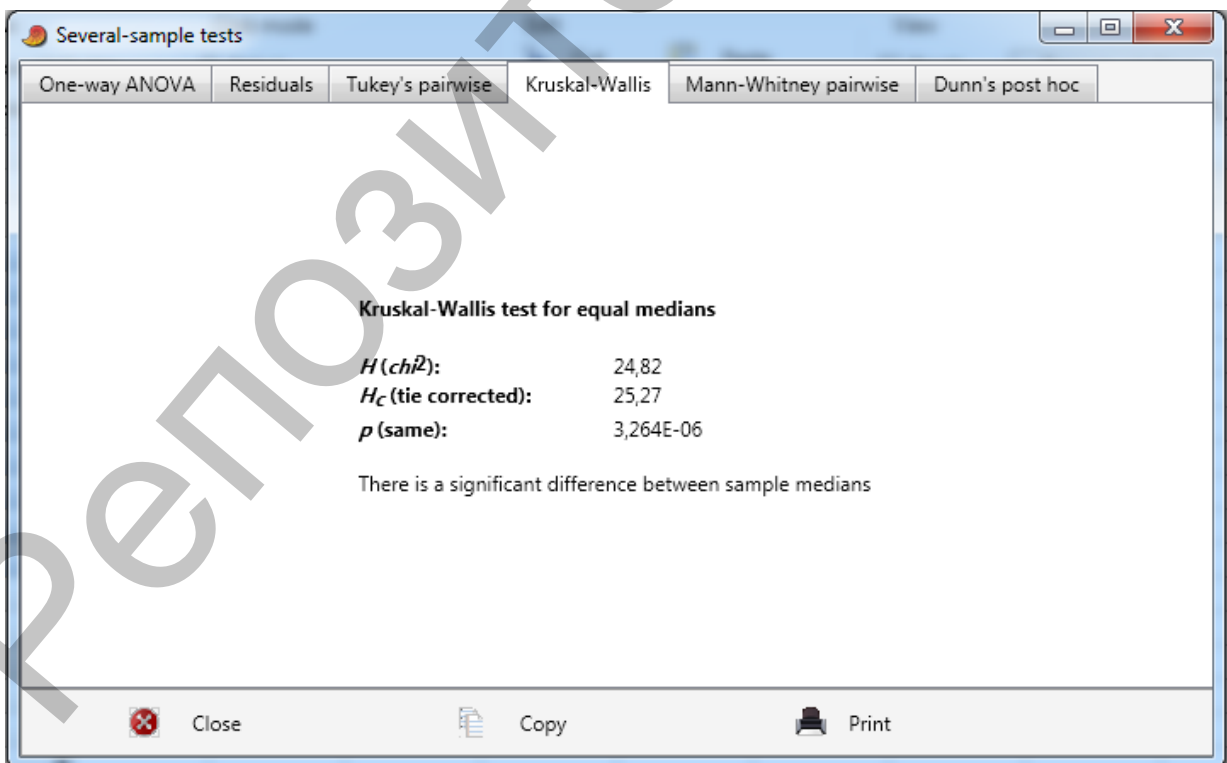 Several-sample tests
One-way ANOVA Residuals Tukey's pairwise Kruskal-Wallis Mann-Whitney pairwise Dunn's post hoc
Kruskal-Wallis test for equal medians
H (chi2): 24,82
Hc (tie corrected): 25,27
p (same): 3,264E-06
There is a significant difference between sample medians
Close Copy Print
Репозит